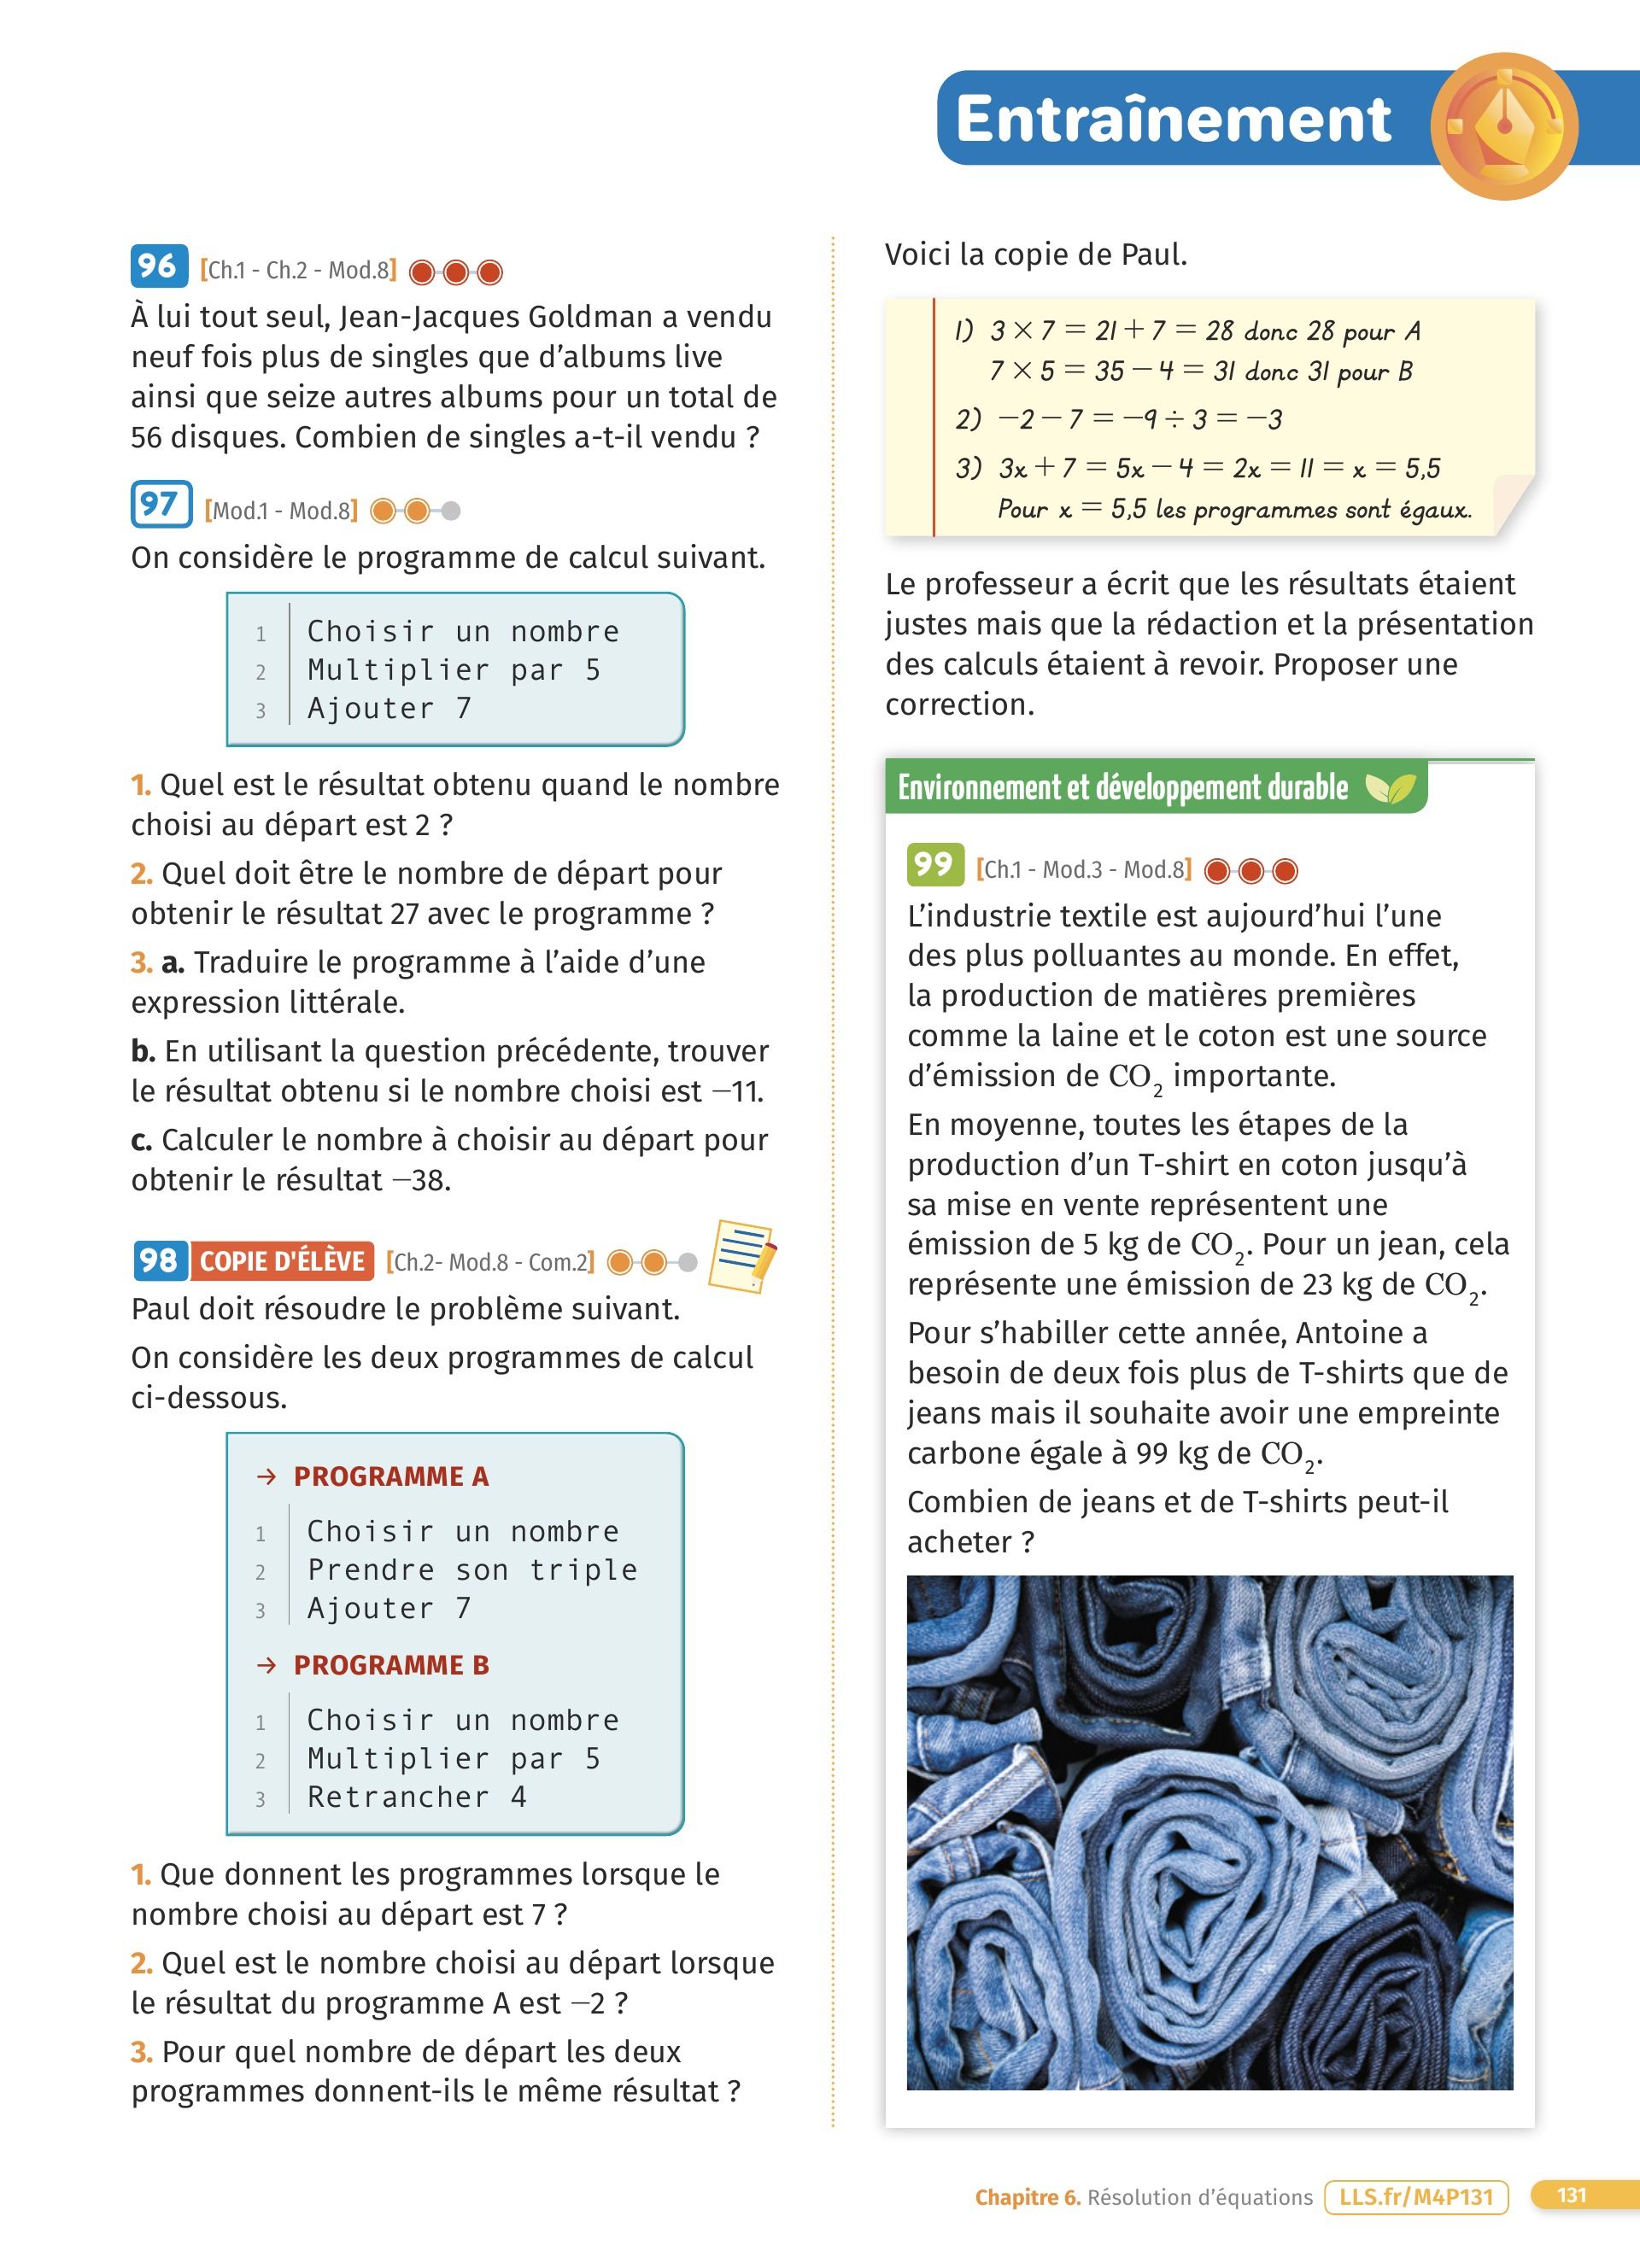 Entraînement
96 [Ch.1 - Ch.2 - Mod.8]
À lui tout seul, Jean-Jacques Goldman a vendu
neuf fois plus de singles que d’albums live
ainsi que seize autres albums pour un total de
56 disques. Combien de singles a-t-il vendu ?
97 [Mod.1 - Mod.8]
On considère le programme de calcul suivant.
1 Choisir un nombre
2 Multiplier par 5
3 Ajouter 7
1. Quel est le résultat obtenu quand le nombre
choisi au départ est 2 ?
2. Quel doit être le nombre de départ pour
obtenir le résultat 27 avec le programme ?
3. a. Traduire le programme à l’aide d’une
expression littérale.
b. En utilisant la question précédente, trouver
le résultat obtenu si le nombre choisi est −11.
c. Calculer le nombre à choisir au départ pour
obtenir le résultat −38.
98 COPIE D'ÉLÈVE [Ch.2- Mod.8 - Com.2]
Paul doit résoudre le problème suivant.
On considère les deux programmes de calcul
ci-dessous.
→ PROGRAMME A
1 Choisir un nombre
2 Prendre son triple
3 Ajouter 7
→ PROGRAMME B
1 Choisir un nombre
2 Multiplier par 5
3 Retrancher 4
1. Que donnent les programmes lorsque le
nombre choisi au départ est 7 ?
2. Quel est le nombre choisi au départ lorsque
le résultat du programme A est −2 ?
3. Pour quel nombre de départ les deux
programmes donnent-ils le même résultat ?
Voici la copie de Paul.
1) 3 × 7 = 21 + 7 = 28 donc 28 pour A
7 × 5 = 35 − 4 = 31 donc 31 pour B
2) −2 − 7 = −9 ÷ 3 = −3
3) 3x + 7 = 5x − 4 = 2x = 11 = x = 5,5
Pour x = 5,5 les programmes sont égaux.
Le professeur a écrit que les résultats étaient
justes mais que la rédaction et la présentation
des calculs étaient à revoir. Proposer une
correction.
Environnement et développement durable
99 [Ch.1 - Mod.3 - Mod.8]
L’industrie textile est aujourd’hui l’une
des plus polluantes au monde. En effet,
la production de matières premières
comme la laine et le coton est une source
d’émission de CO₂ importante.
En moyenne, toutes les étapes de la
production d’un T-shirt en coton jusqu’à
sa mise en vente représentent une
émission de 5 kg de CO₂. Pour un jean, cela
représente une émission de 23 kg de CO₂.
Pour s’habiller cette année, Antoine a
besoin de deux fois plus de T-shirts que de
jeans mais il souhaite avoir une empreinte
carbone égale à 99 kg de CO₂.
Combien de jeans et de T-shirts peut-il
acheter ?
Chapitre 6. Résolution d’équations LLS.fr/M4P131 131